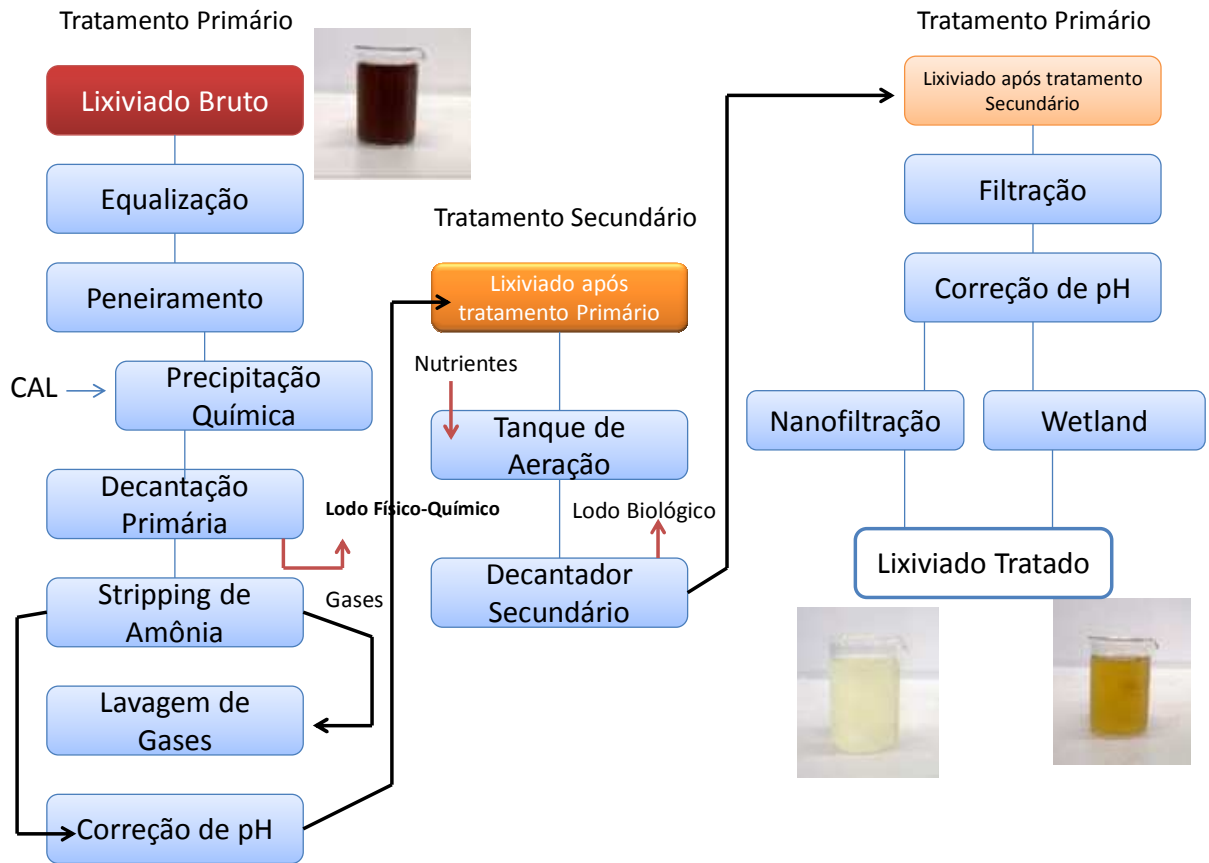 Tratamento Primário
Lixiviado Bruto
Equalização
Peneiramento
CAL
Precipitação
Química
Decantação
Primária
Lodo Físico-Químico
Stripping de
Amônia
Gases
Lavagem de
Gases
Correção de pH
Tratamento Secundário
Lixiviado após
tratamento Primário
Nutrientes
Tanque de
Aeração
Lodo Biológico
Decantador
Secundário
Tratamento Primário
Lixiviado após tratamento
Secundário
Filtração
Correção de pH
Nanofiltração
Wetland
Lixiviado Tratado